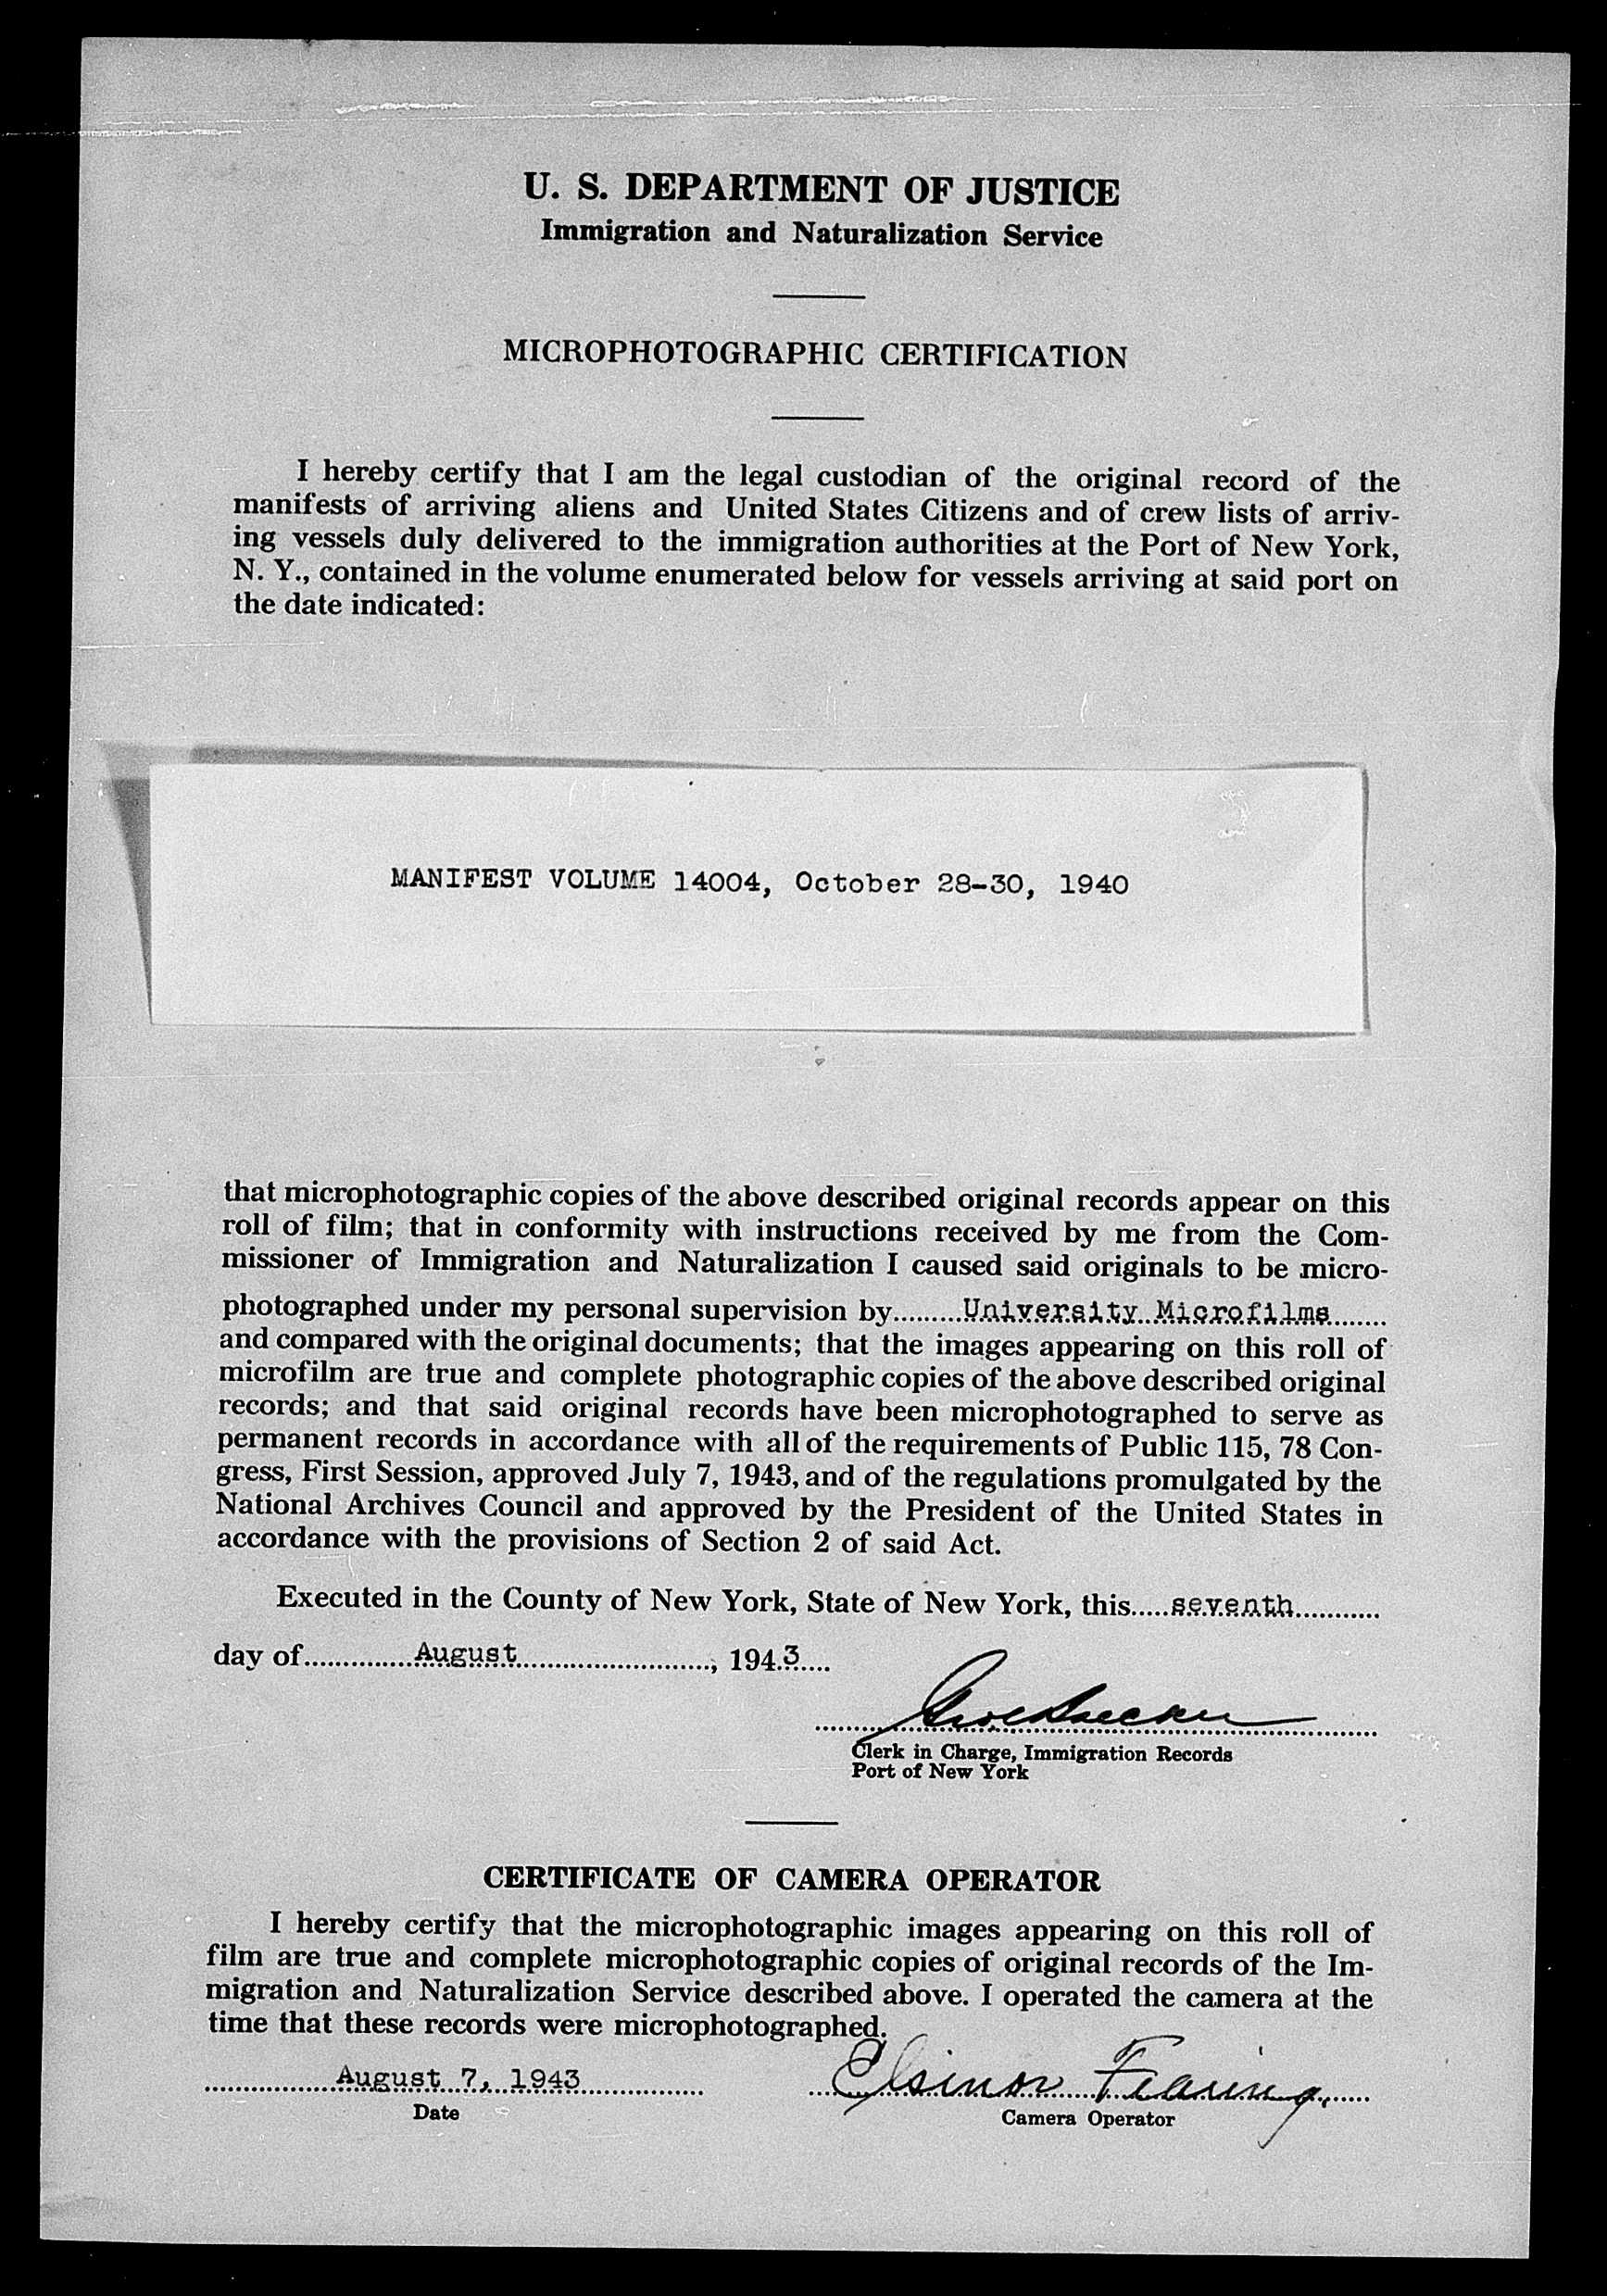 U. S. DEPARTMENT OF JUSTICE
Immigration and Naturalization Service
MICROPHOTOGRAPHIC CERTIFICATION
I hereby certify that I am the legal custodian of the original record of the
manifests of arriving aliens and United States Citizens and of crew lists of arriv-
ing vessels duly delivered to the immigration authorities at the Port of New York,
N. Y., contained in the volume enumerated below for vessels arriving at said port on
the date indicated:
MANIFEST VOLUME 14004, October 28-30, 1940
that microphotographic copies of the above described original records appear on this
roll of film; that in conformity with instructions received by me from the Com-
missioner of Immigration and Naturalization I caused said originals to be micro-
photographed under my personal supervision by University Microfilms
and compared with the original documents; that the images appearing on this roll of
microfilm are true and complete photographic copies of the above described original
records; and that said original records have been microphotographed to serve as
permanent records in accordance with all of the requirements of Public 115, 78 Con-
gress, First Session, approved July 7, 1943, and of the regulations promulgated by the
National Archives Council and approved by the President of the United States in
accordance with the provisions of Section 2 of said Act.
Executed in the County of New York, State of New York, this seventh
day of August, 1943
Clerk in Charge, Immigration Records
Port of New York
CERTIFICATE OF CAMERA OPERATOR
I hereby certify that the microphotographic images appearing on this roll of
film are true and complete microphotographic copies of original records of the Im-
migration and Naturalization Service described above. I operated the camera at the
time that these records were microphotographed.
August 7, 1943 Elsinor Fearing
Date
Camera Operator